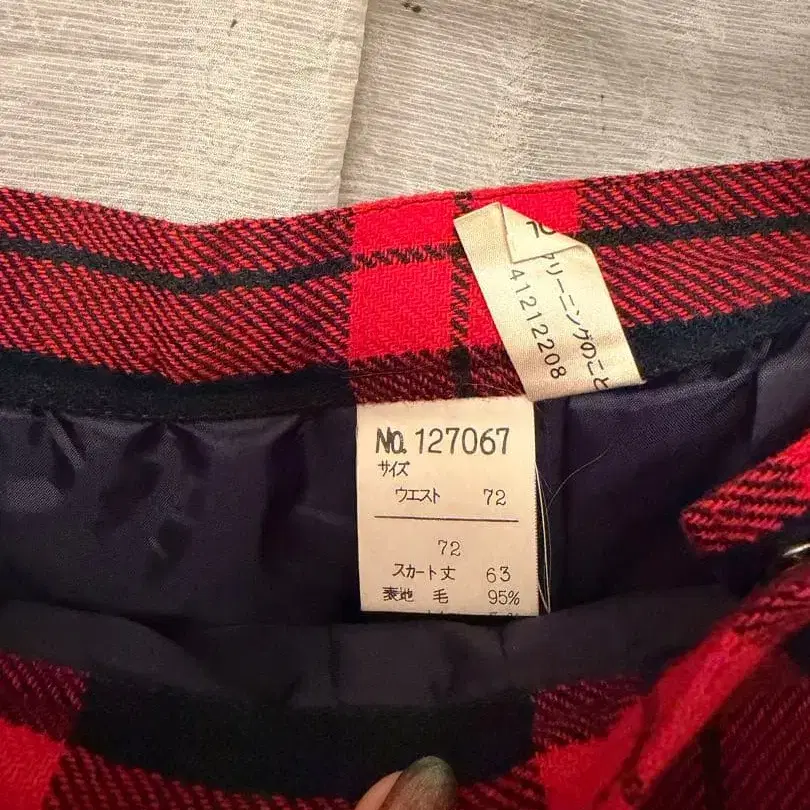 クリーニングのこと
41212208
No. 127067
サイズ
ウエスト 72
72
スカート丈 63
表地 毛 95%